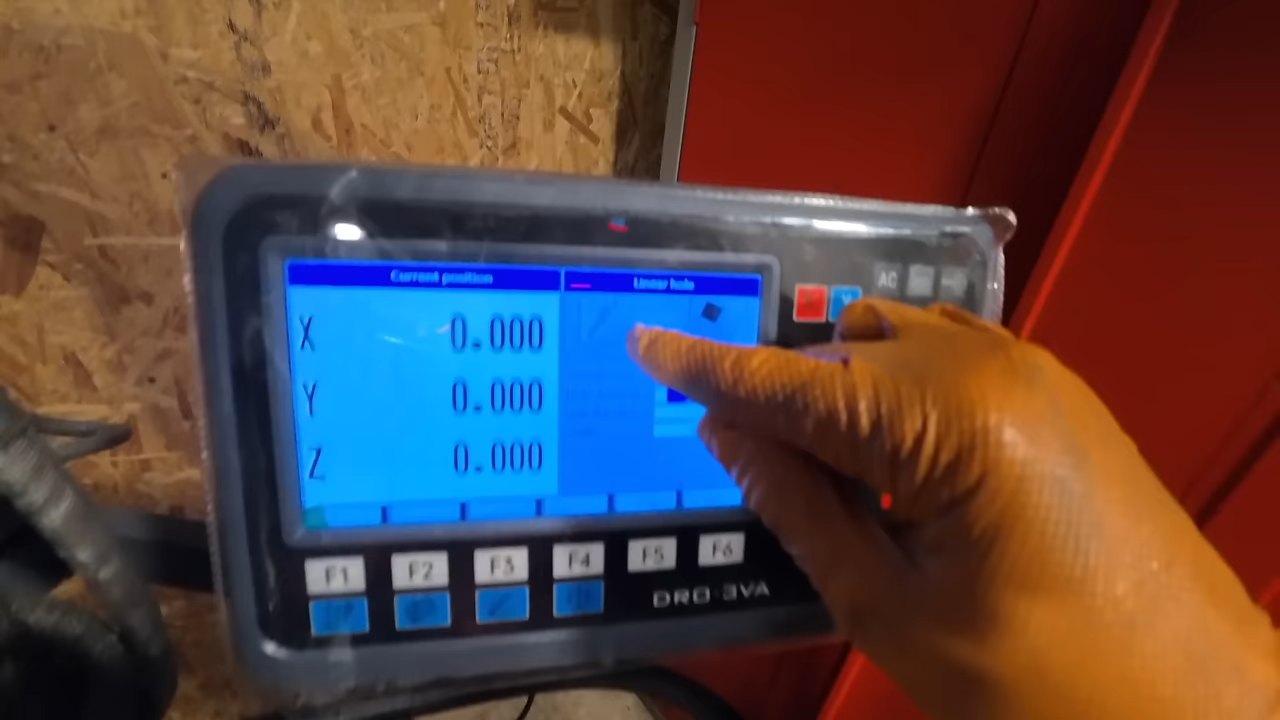 Current position
Linear hole
X 0.000
Y 0.000
Z 0.000
AC
F1 F2 F3 F4 F5 F6
DRO-3VA